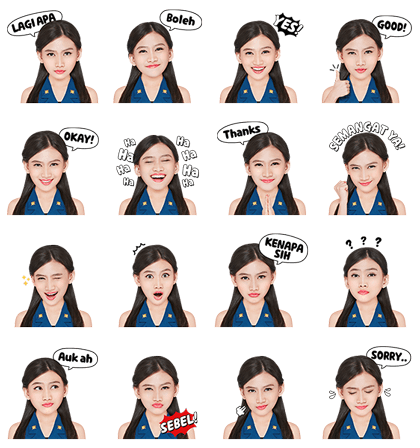 LAGI APA
Boleh
YES!
GOOD!
OKAY!
Ha
Ha
Ha
Ha
Ha
Ha
Ha
Ha
Thanks
SEMANGAT YA!
KENAPA
SIH
? ? ?
Auk ah
SEBEL!
SORRY..